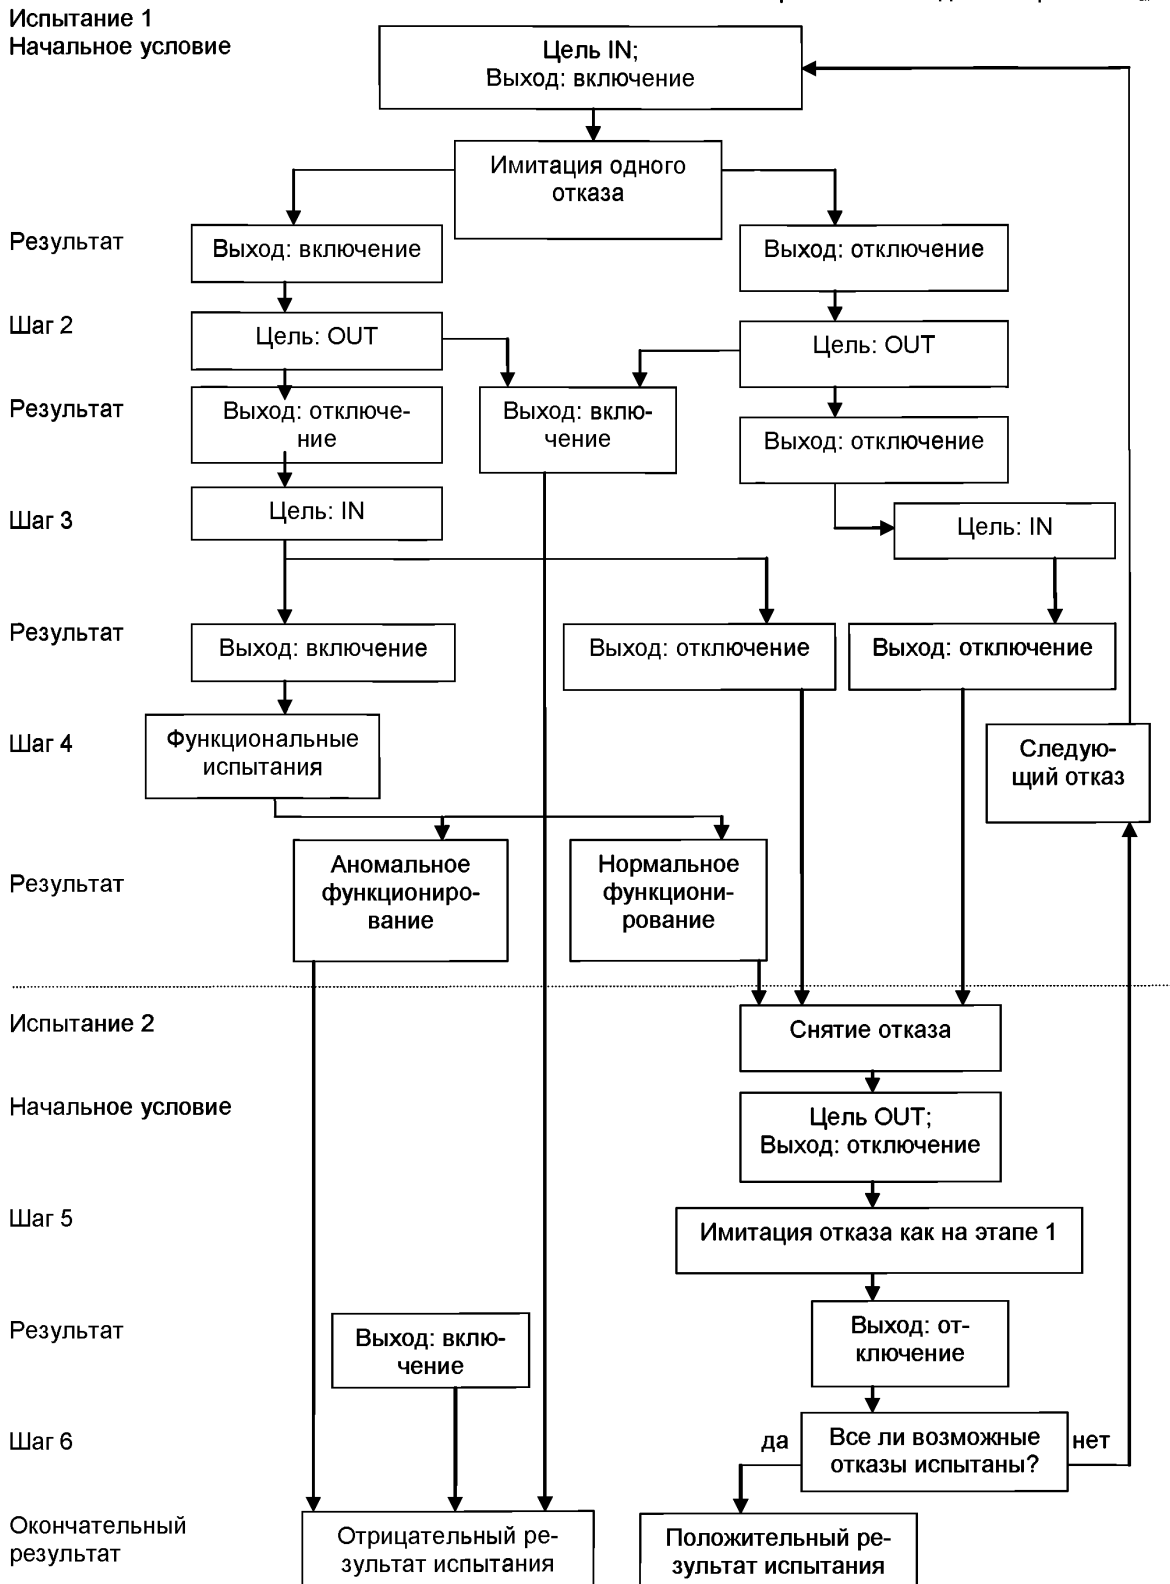 Испытание 1
Начальное условие
Цель IN;
Выход: включение
Имитация одного
отказа
Результат
Выход: включение
Выход: отключение
Шаг 2
Цель: OUT
Цель: OUT
Результат
Выход: отключе-
ние
Выход: вклю-
чение
Выход: отключение
Шаг 3
Цель: IN
Цель: IN
Результат
Выход: включение
Выход: отключение
Выход: отключение
Шаг 4
Функциональные
испытания
Следую-
щий отказ
Результат
Аномальное
функциониро-
вание
Нормальное
функциони-
рование
Испытание 2
Снятие отказа
Начальное условие
Цель OUT;
Выход: отключение
Шаг 5
Имитация отказа как на этапе 1
Результат
Выход: вклю-
чение
Выход: от-
ключение
Шаг 6
да
Все ли возможные
отказы испытаны?
нет
Окончательный
результат
Отрицательный ре-
зультат испытания
Положительный ре-
зультат испытания